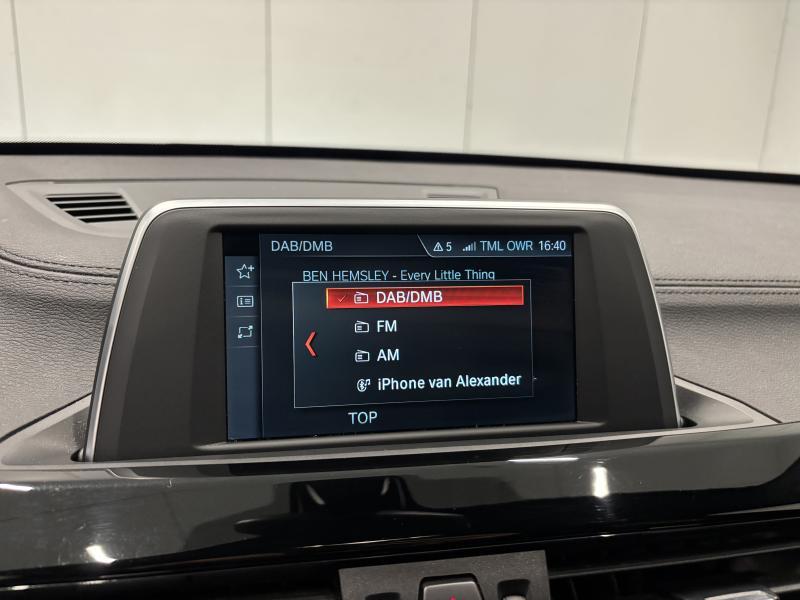 DAB/DMB
5 TML OWR 16:40
BEN HEMSLEY - Every Little Thing
DAB/DMB
FM
AM
iPhone van Alexander
TOP